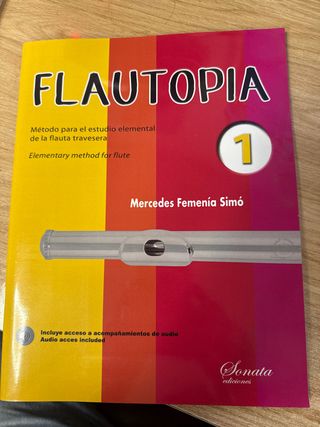 FLAUTOPIA
Método para el estudio elemental
de la flauta travesera
Elementary method for flute
1
Mercedes Femenía Simó
Incluye acceso a acompañamientos de audio
Audio acces included
Sonata
ediciones